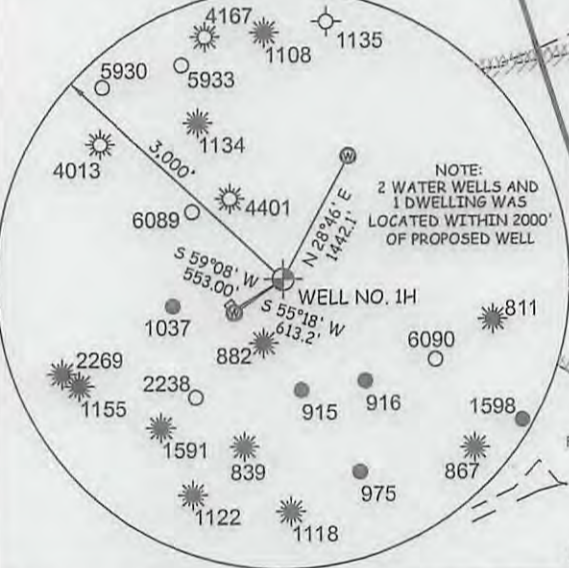 4167
1108
1135
5930
5933
1134
4013
3,000'
4401
6089
N 28°46' E
1442.1'
NOTE:
2 WATER WELLS AND
1 DWELLING WAS
LOCATED WITHIN 2000'
OF PROPOSED WELL
W
S 59°08' W
553.00'
WELL NO. 1H
S 55°18' W
613.2'
W
1037
811
882
6090
2269
1155
2238
915
916
1598
1591
839
867
975
1122
1118